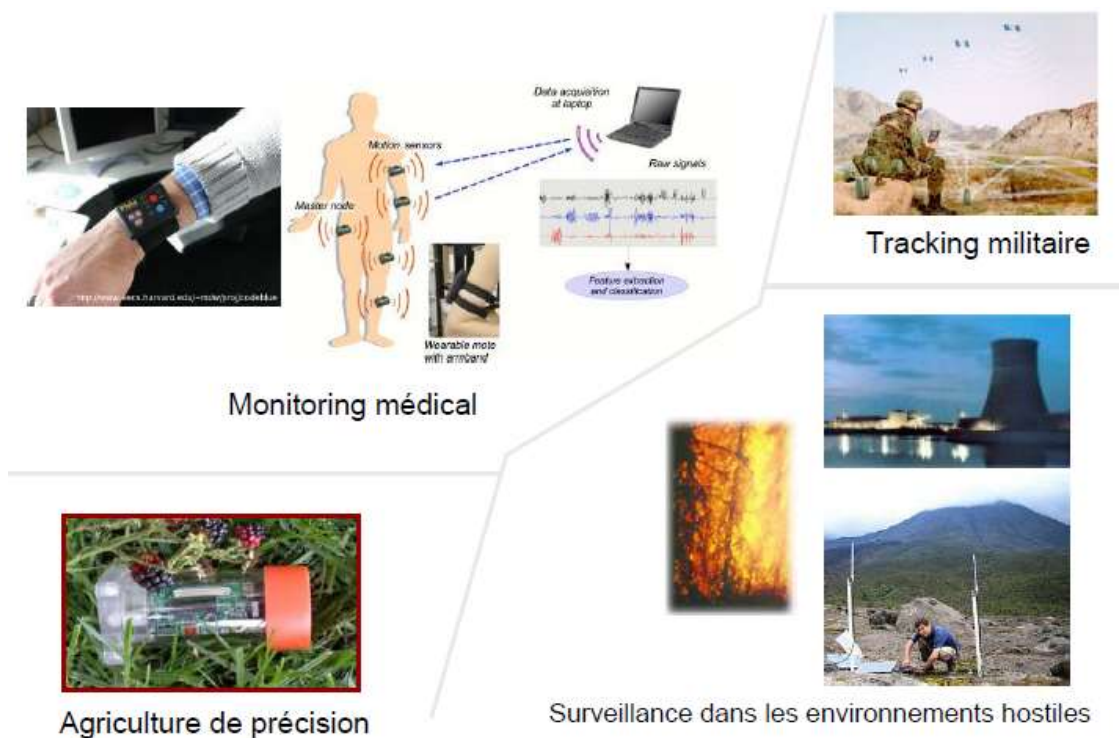 Data acquisition
at laptop
Motion sensors
Raw signals
Master node
Feature extraction
and classification
Wearable mote
with armband
Monitoring médical
Tracking militaire
Agriculture de précision
Surveillance dans les environnements hostiles